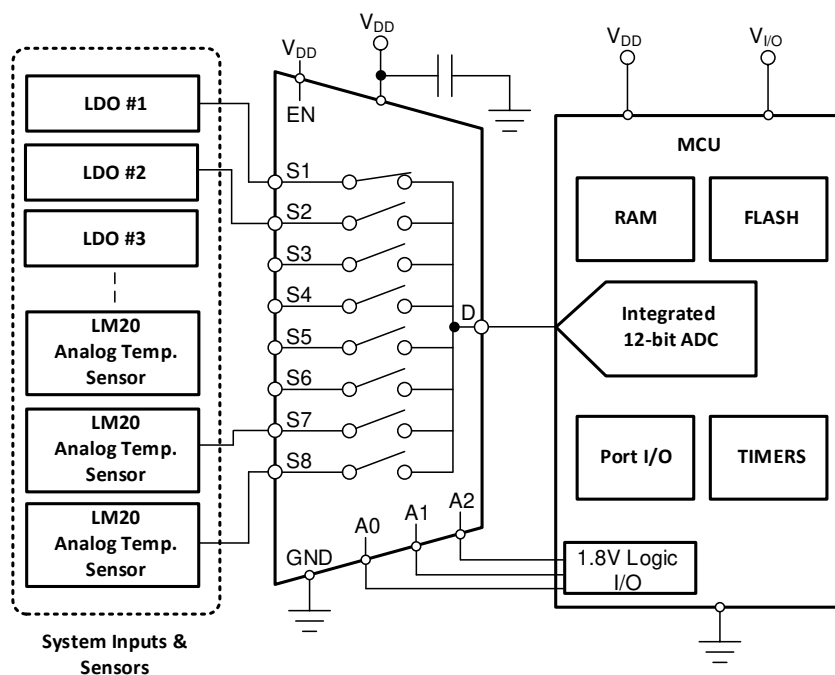 LDO #1
LDO #2
LDO #3
LM20
Analog Temp.
Sensor
LM20
Analog Temp.
Sensor
LM20
Analog Temp.
Sensor
System Inputs &
Sensors
VDD
VDD
EN
S1
S2
S3
S4
S5
S6
S7
S8
D
A0
A1
A2
GND
VDD
VI/O
MCU
RAM
FLASH
Integrated
12-bit ADC
Port I/O
TIMERS
1.8V Logic
I/O